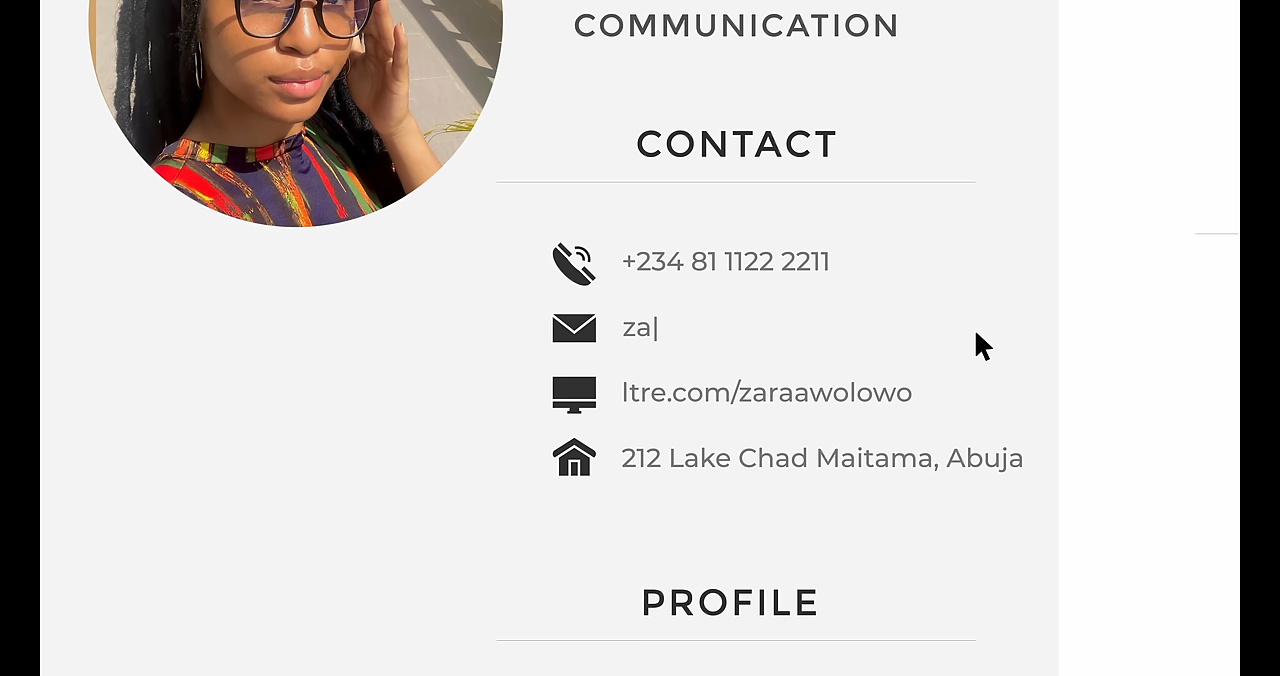 COMMUNICATION
CONTACT
+234 81 1122 2211
za
ltre.com/zaraawolowo
212 Lake Chad Maitama, Abuja
PROFILE